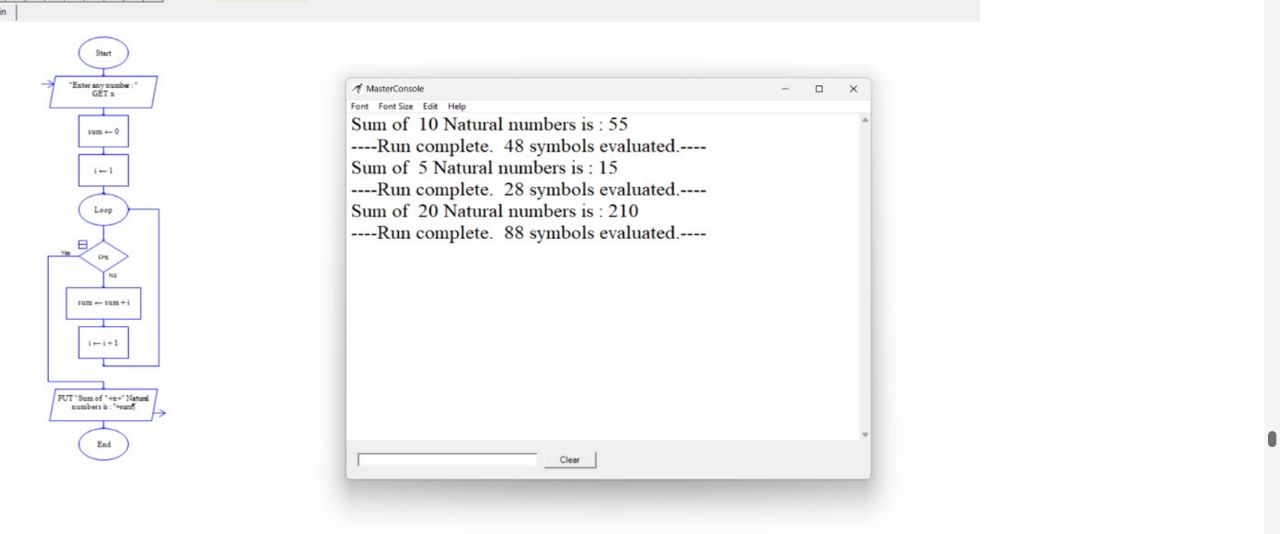 in
Start
"Enter any number : "
GET x
sum ← 0
i ← 1
Loop
Yes
i>x
No
sum ← sum + i
i ← i + 1
PUT "Sum of "+x+" Natural
numbers is : "+sum¶
End
MasterConsole
Font Font Size Edit Help
Sum of 10 Natural numbers is : 55
----Run complete. 48 symbols evaluated.----
Sum of 5 Natural numbers is : 15
----Run complete. 28 symbols evaluated.----
Sum of 20 Natural numbers is : 210
----Run complete. 88 symbols evaluated.----
Clear